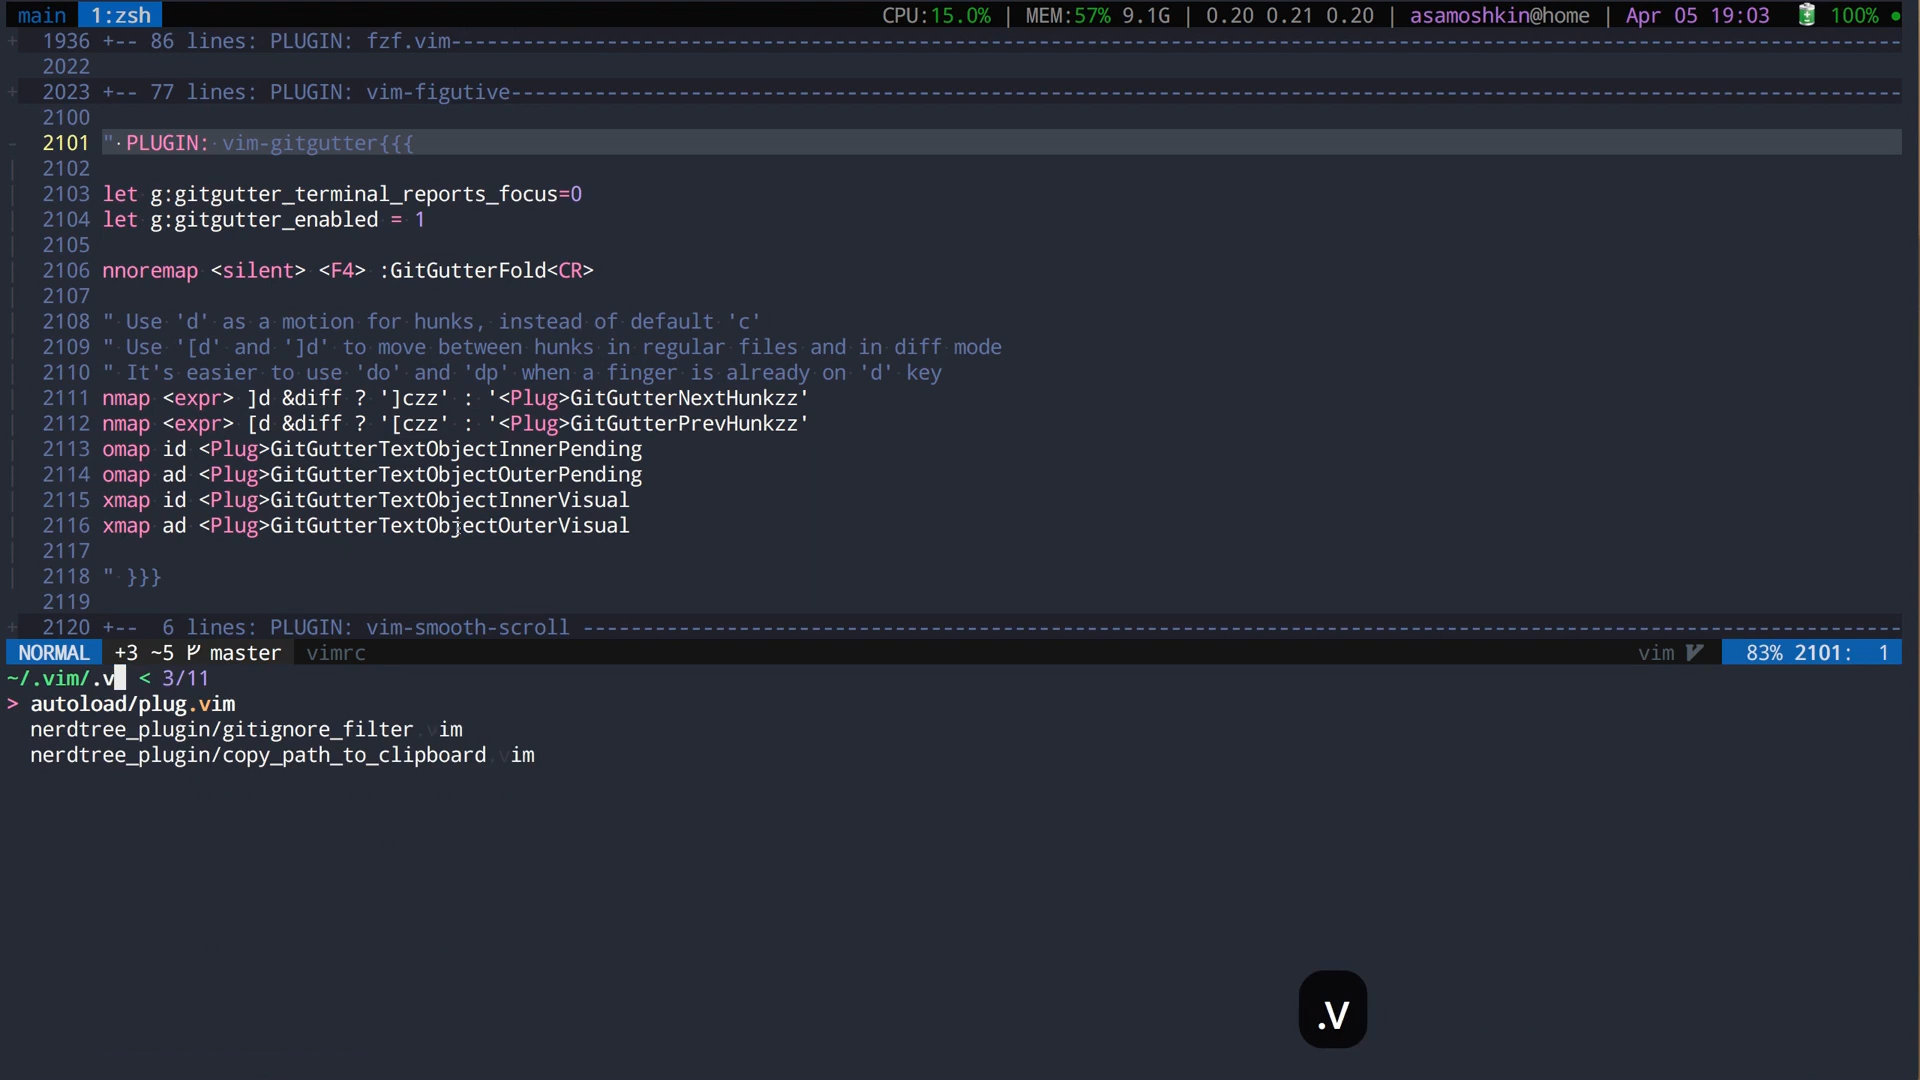 main 1:zsh CPU:15.0% | MEM:57% 9.1G | 0.20 0.21 0.20 | asamoshkin@home | Apr 05 19:03 100% ●
+ 1936 +-- 86 lines: PLUGIN: fzf.vim-------------------------------------------------------------------------------------------------------------------------
2022
+ 2023 +-- 77 lines: PLUGIN: vim-figutive--------------------------------------------------------------------------------------------------------------------
2100
- 2101 "·PLUGIN:·vim-gitgutter{{{
| 2102
| 2103 let g:gitgutter_terminal_reports_focus=0
| 2104 let g:gitgutter_enabled = 1
| 2105
| 2106 nnoremap <silent> <F4> :GitGutterFold<CR>
| 2107
| 2108 "·Use·'d'·as·a·motion·for·hunks,·instead·of·default·'c'
| 2109 "·Use·'[d'·and·']d'·to·move·between·hunks·in·regular·files·and·in·diff·mode
| 2110 "·It's·easier·to·use·'do'·and·'dp'·when·a·finger·is·already·on·'d'·key
| 2111 nmap <expr> ]d &diff ? ']czz' : '<Plug>GitGutterNextHunkzz'
| 2112 nmap <expr> [d &diff ? '[czz' : '<Plug>GitGutterPrevHunkzz'
| 2113 omap id <Plug>GitGutterTextObjectInnerPending
| 2114 omap ad <Plug>GitGutterTextObjectOuterPending
| 2115 xmap id <Plug>GitGutterTextObjectInnerVisual
| 2116 xmap ad <Plug>GitGutterTextObjectOuterVisual
| 2117
| 2118 "·}}}
2119
+ 2120 +--  6 lines: PLUGIN: vim-smooth-scroll --------------------------------------------------------------------------------------------------------------
NORMAL +3 ~5 master vimrc vim 83% 2101: 1
~/.vim/.v < 3/11
> autoload/plug.vim
nerdtree_plugin/gitignore_filter.vim
nerdtree_plugin/copy_path_to_clipboard.vim
.v